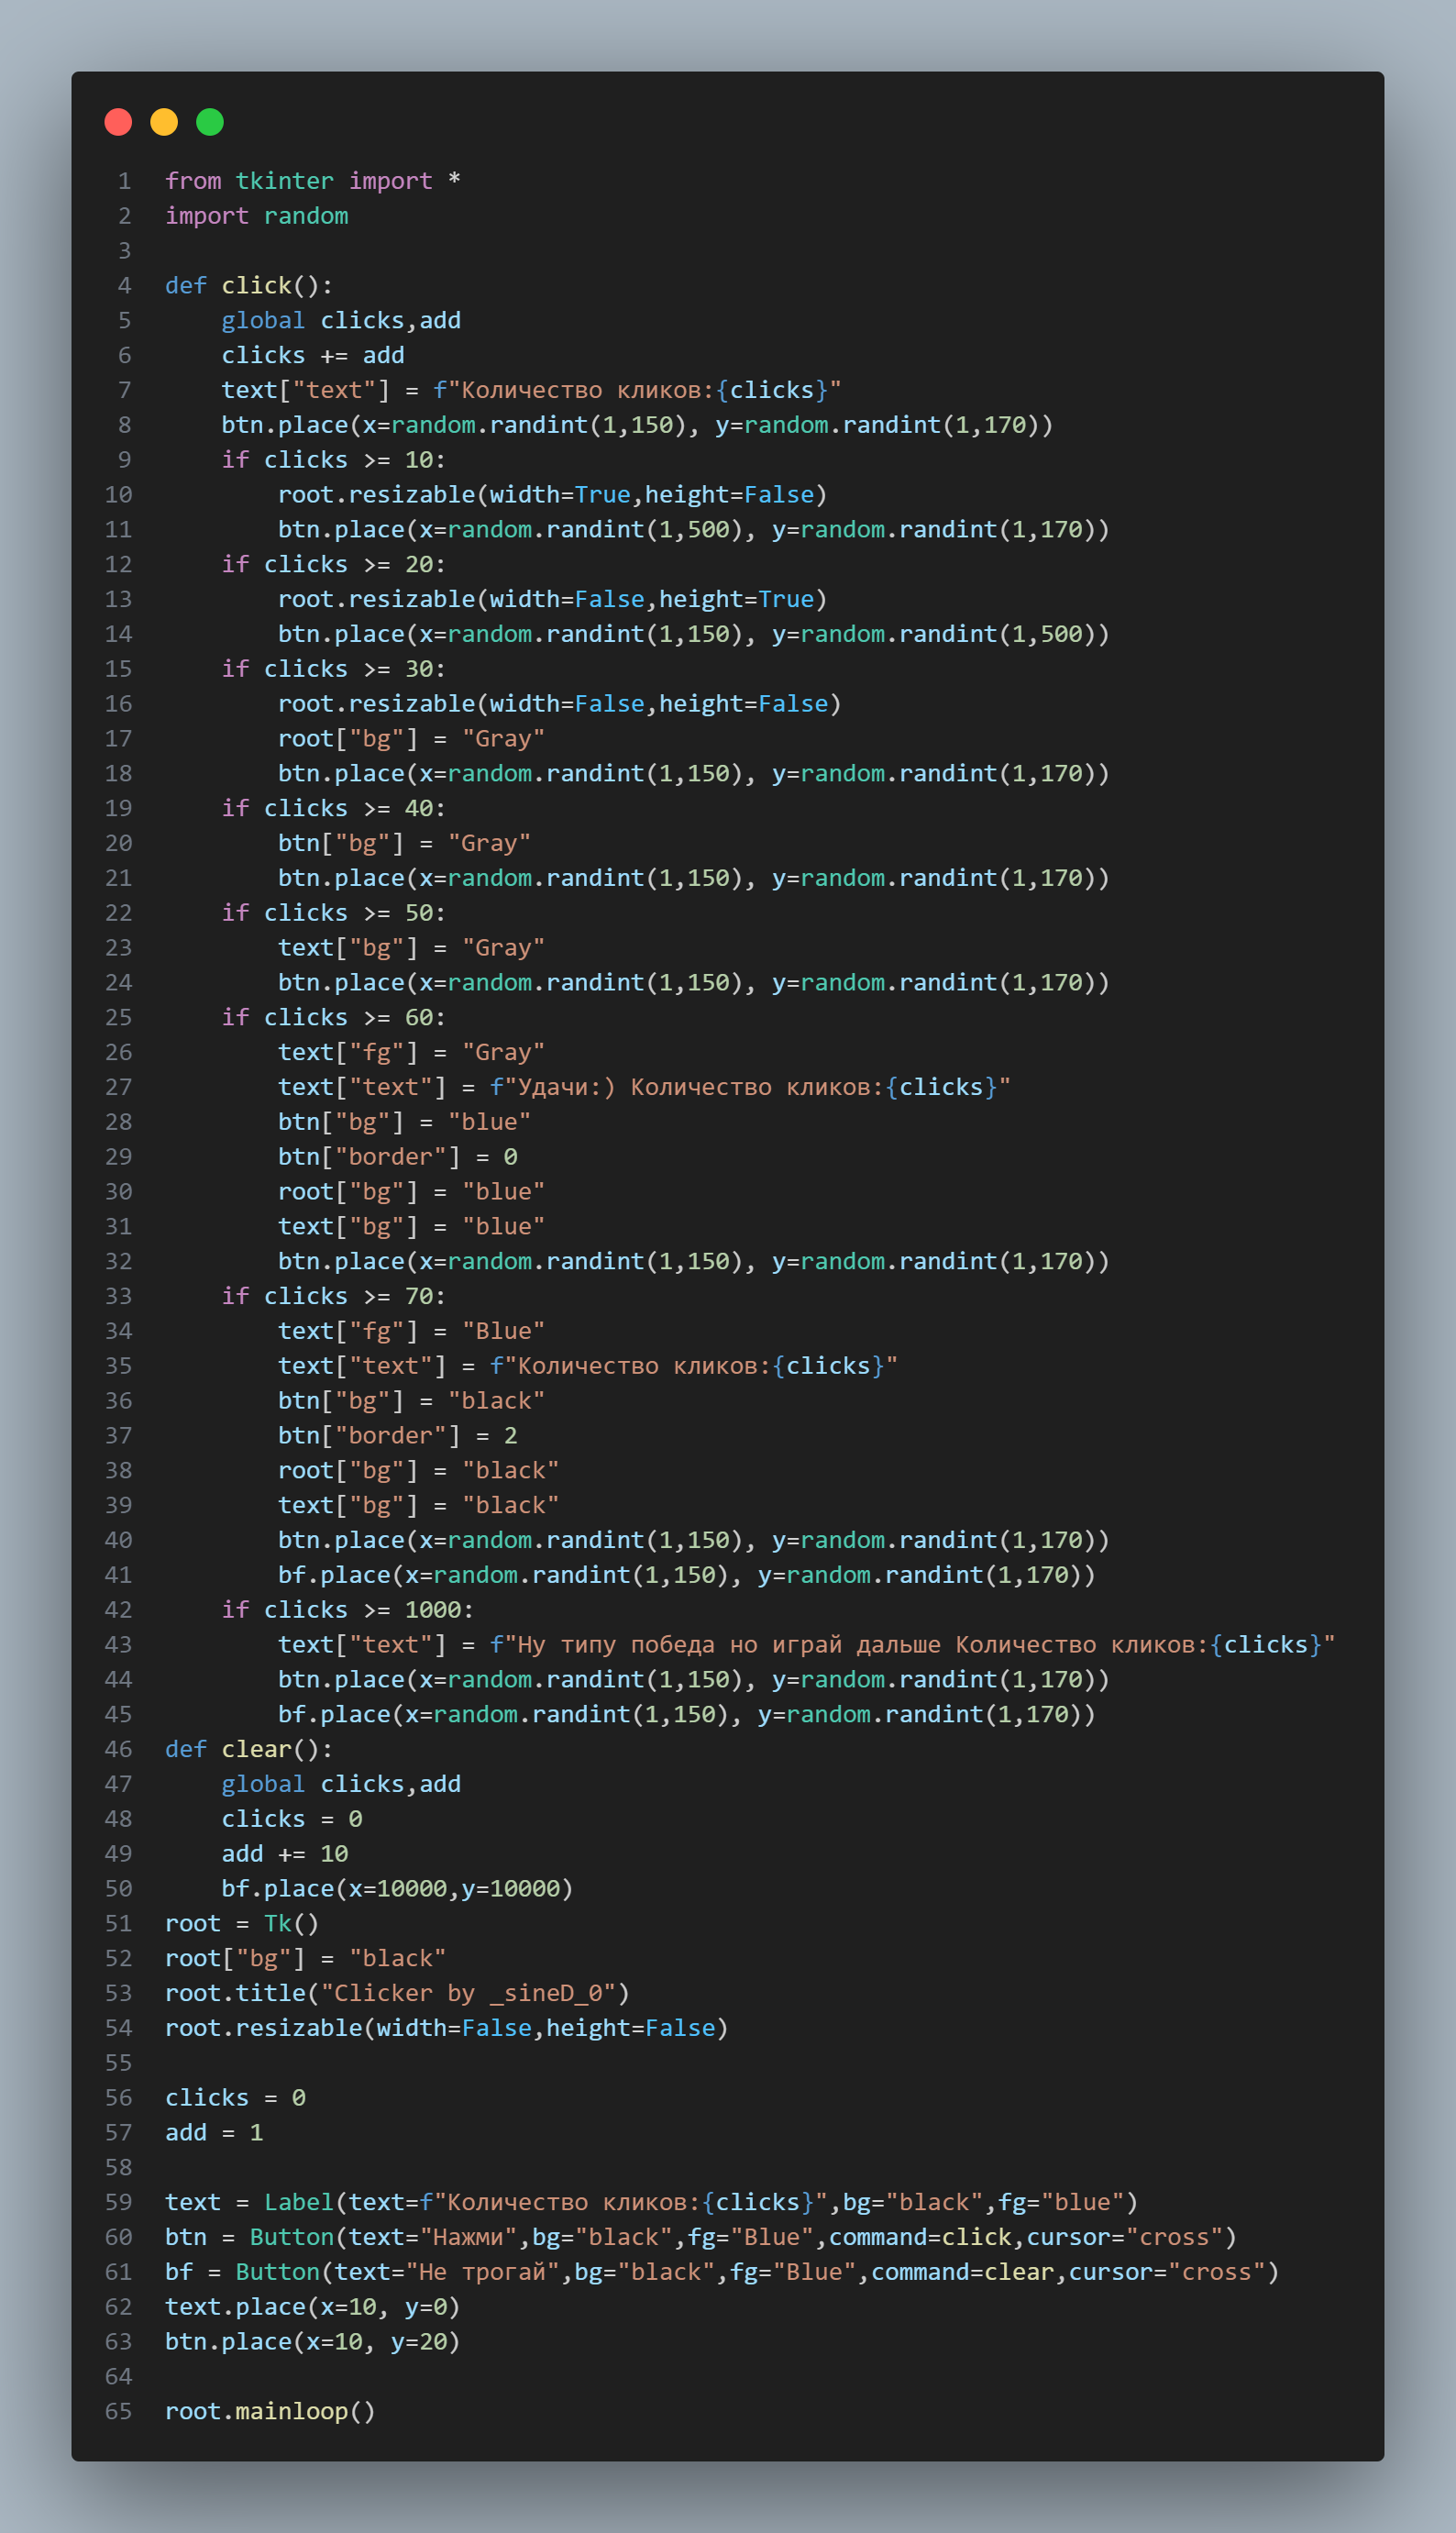 1 from tkinter import *
2 import random
3
4 def click():
5     global clicks,add
6     clicks += add
7     text["text"] = f"Количество кликов:{clicks}"
8     btn.place(x=random.randint(1,150), y=random.randint(1,170))
9     if clicks >= 10:
10         root.resizable(width=True,height=False)
11         btn.place(x=random.randint(1,500), y=random.randint(1,170))
12     if clicks >= 20:
13         root.resizable(width=False,height=True)
14         btn.place(x=random.randint(1,150), y=random.randint(1,500))
15     if clicks >= 30:
16         root.resizable(width=False,height=False)
17         root["bg"] = "Gray"
18         btn.place(x=random.randint(1,150), y=random.randint(1,170))
19     if clicks >= 40:
20         btn["bg"] = "Gray"
21         btn.place(x=random.randint(1,150), y=random.randint(1,170))
22     if clicks >= 50:
23         text["bg"] = "Gray"
24         btn.place(x=random.randint(1,150), y=random.randint(1,170))
25     if clicks >= 60:
26         text["fg"] = "Gray"
27         text["text"] = f"Удачи:) Количество кликов:{clicks}"
28         btn["bg"] = "blue"
29         btn["border"] = 0
30         root["bg"] = "blue"
31         text["bg"] = "blue"
32         btn.place(x=random.randint(1,150), y=random.randint(1,170))
33     if clicks >= 70:
34         text["fg"] = "Blue"
35         text["text"] = f"Количество кликов:{clicks}"
36         btn["bg"] = "black"
37         btn["border"] = 2
38         root["bg"] = "black"
39         text["bg"] = "black"
40         btn.place(x=random.randint(1,150), y=random.randint(1,170))
41         bf.place(x=random.randint(1,150), y=random.randint(1,170))
42     if clicks >= 1000:
43         text["text"] = f"Ну типу победа но играй дальше Количество кликов:{clicks}"
44         btn.place(x=random.randint(1,150), y=random.randint(1,170))
45         bf.place(x=random.randint(1,150), y=random.randint(1,170))
46 def clear():
47     global clicks,add
48     clicks = 0
49     add += 10
50     bf.place(x=10000,y=10000)
51 root = Tk()
52 root["bg"] = "black"
53 root.title("Clicker by _sineD_0")
54 root.resizable(width=False,height=False)
55
56 clicks = 0
57 add = 1
58
59 text = Label(text=f"Количество кликов:{clicks}",bg="black",fg="blue")
60 btn = Button(text="Нажми",bg="black",fg="Blue",command=click,cursor="cross")
61 bf = Button(text="Не трогай",bg="black",fg="Blue",command=clear,cursor="cross")
62 text.place(x=10, y=0)
63 btn.place(x=10, y=20)
64
65 root.mainloop()